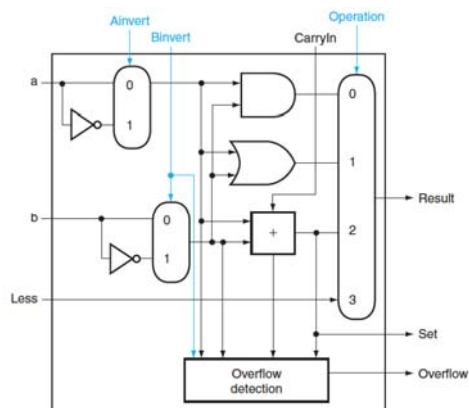 Operation
Ainvert
CarryIn
Binvert
a
0
1
0
1
Result
b
0
1
+
2
Less
3
Set
Overflow
detection
Overflow